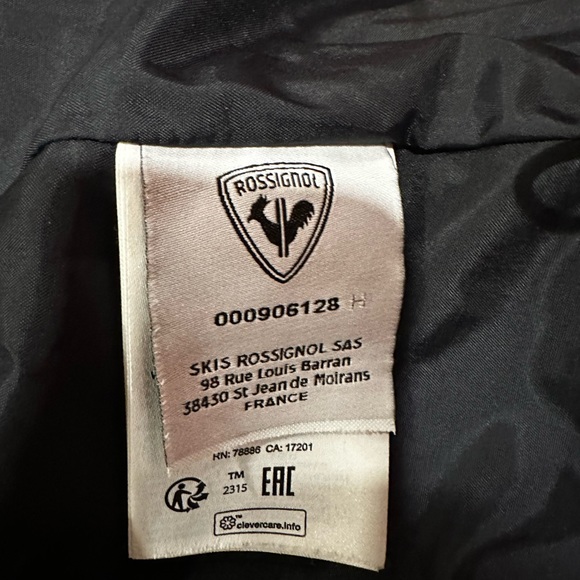 ROSSIGNOL
000906128 H
SKIS ROSSIGNOL SAS
98 Rue Louis Barran
38430 St Jean de Moirans
FRANCE
RN: 78886 CA: 17201
TM
2315
EAC
TM
clevercare.info